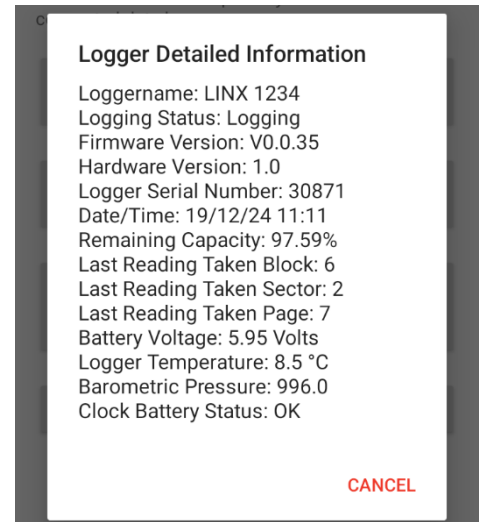 Logger Detailed Information
Loggername: LINX 1234
Logging Status: Logging
Firmware Version: V0.0.35
Hardware Version: 1.0
Logger Serial Number: 30871
Date/Time: 19/12/24 11:11
Remaining Capacity: 97.59%
Last Reading Taken Block: 6
Last Reading Taken Sector: 2
Last Reading Taken Page: 7
Battery Voltage: 5.95 Volts
Logger Temperature: 8.5 °C
Barometric Pressure: 996.0
Clock Battery Status: OK
CANCEL